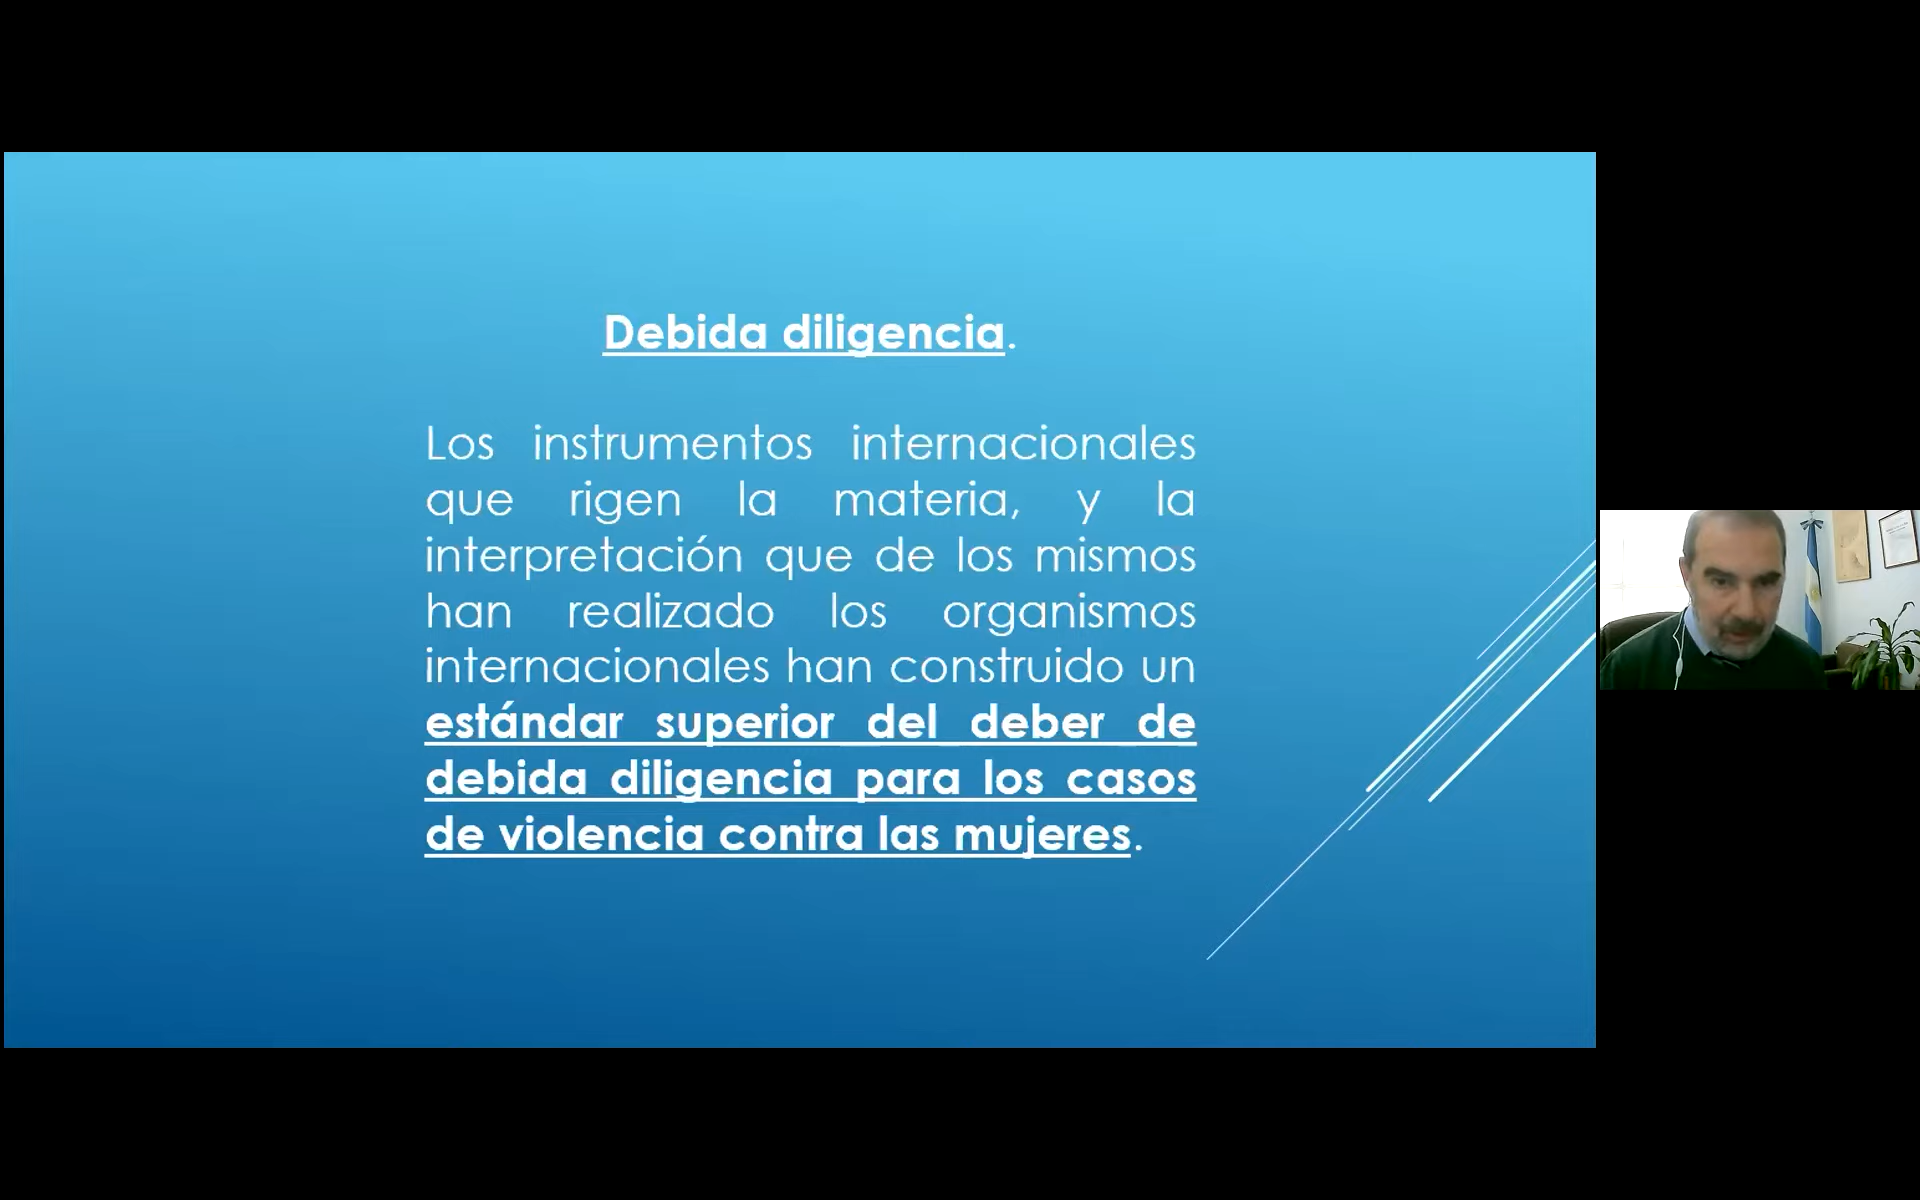 Debida diligencia.
Los instrumentos internacionales
que rigen la materia, y la
interpretación que de los mismos
han realizado los organismos
internacionales han construido un
estándar superior del deber de
debida diligencia para los casos
de violencia contra las mujeres.